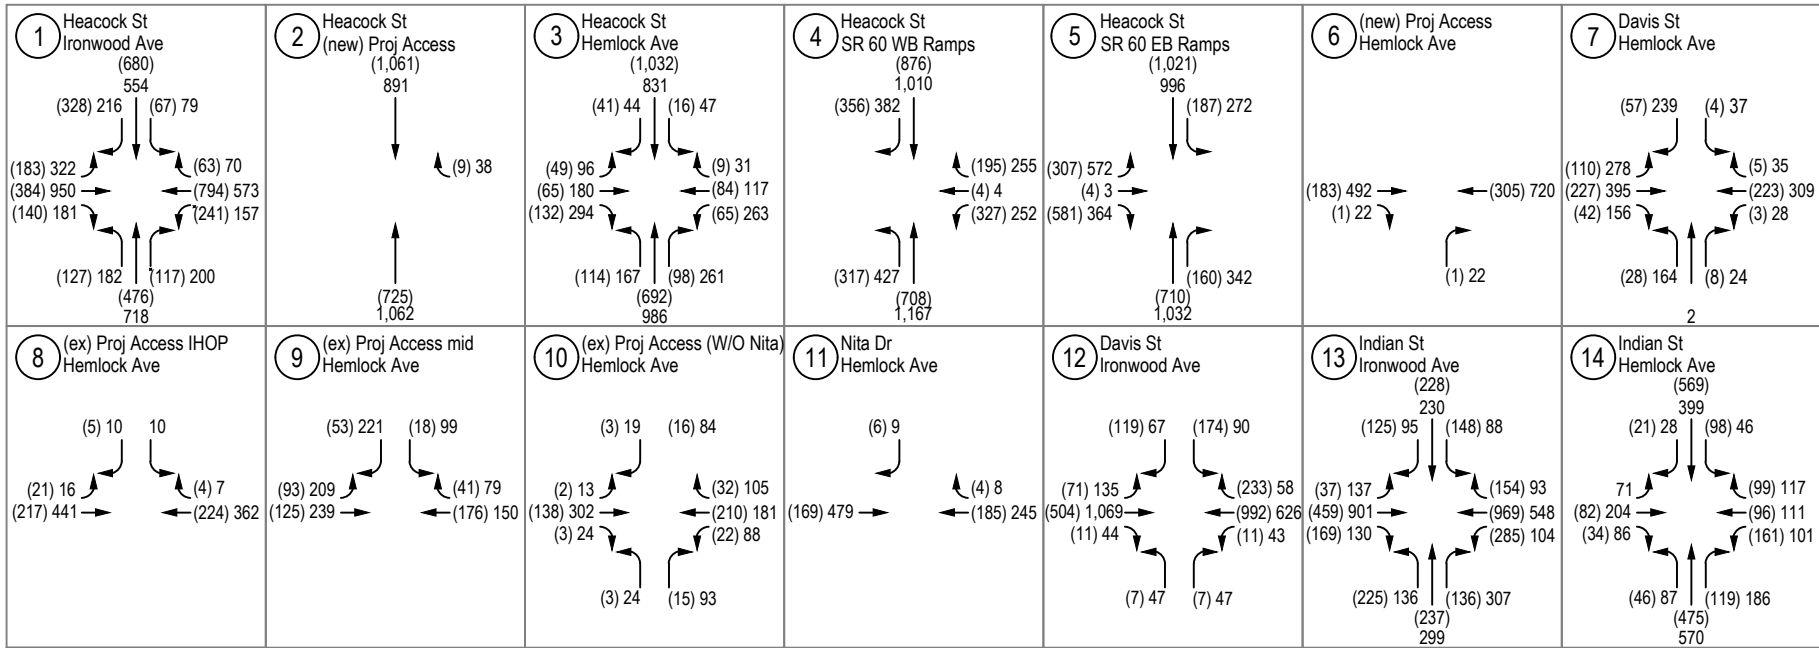 1 Heacock St
Ironwood Ave
(680)
554
(328) 216 (67) 79
(183) 322 (63) 70
(384) 950 (794) 573
(140) 181 (241) 157
(127) 182 (117) 200
(476)
718
2 Heacock St
(new) Proj Access
(1,061)
891
(9) 38
(725)
1,062
3 Heacock St
Hemlock Ave
(1,032)
831
(41) 44 (16) 47
(49) 96 (9) 31
(65) 180 (84) 117
(132) 294 (65) 263
(114) 167 (98) 261
(692)
986
4 Heacock St
SR 60 WB Ramps
(876)
1,010
(356) 382
(195) 255
(4) 4
(327) 252
(317) 427
(708)
1,167
5 Heacock St
SR 60 EB Ramps
(1,021)
996
(187) 272
(307) 572
(4) 3
(581) 364
(160) 342
(710)
1,032
6 (new) Proj Access
Hemlock Ave
(183) 492 (305) 720
(1) 22
(1) 22
7 Davis St
Hemlock Ave
(57) 239 (4) 37
(110) 278 (5) 35
(227) 395 (223) 309
(42) 156 (3) 28
(28) 164 (8) 24
2
8 (ex) Proj Access IHOP
Hemlock Ave
(5) 10 10
(21) 16 (4) 7
(217) 441 (224) 362
9 (ex) Proj Access mid
Hemlock Ave
(53) 221 (18) 99
(93) 209 (41) 79
(125) 239 (176) 150
10 (ex) Proj Access (W/O Nita)
Hemlock Ave
(3) 19 (16) 84
(2) 13 (32) 105
(138) 302 (210) 181
(3) 24 (22) 88
(3) 24 (15) 93
11 Nita Dr
Hemlock Ave
(6) 9
(4) 8
(169) 479 (185) 245
12 Davis St
Ironwood Ave
(119) 67 (174) 90
(71) 135 (233) 58
(504) 1,069 (992) 626
(11) 44 (11) 43
(7) 47 (7) 47
13 Indian St
Ironwood Ave
(228)
230
(125) 95 (148) 88
(37) 137 (154) 93
(459) 901 (969) 548
(169) 130 (285) 104
(225) 136 (136) 307
(237)
299
14 Indian St
Hemlock Ave
(569)
399
(21) 28 (98) 46
71 (99) 117
(82) 204 (96) 111
(34) 86 (161) 101
(46) 87 (119) 186
(475)
570